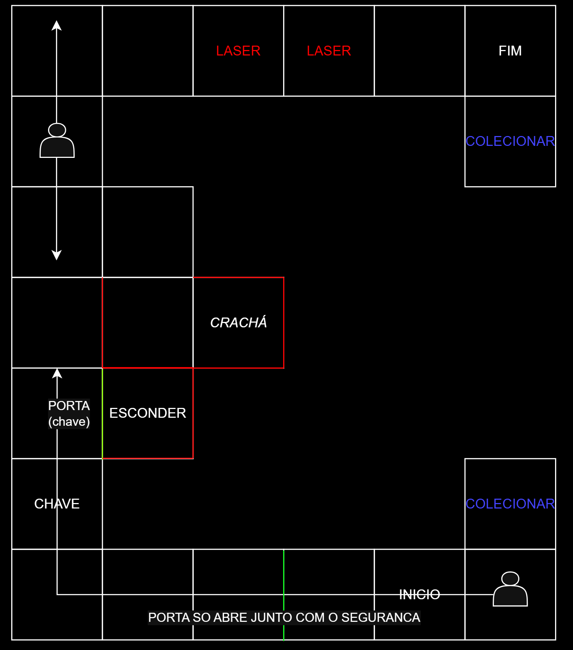 LASER
LASER
FIM
COLECIONAR
CRACHÁ
PORTA
(chave)
ESCONDER
CHAVE
COLECIONAR
INICIO
PORTA SO ABRE JUNTO COM O SEGURANCA